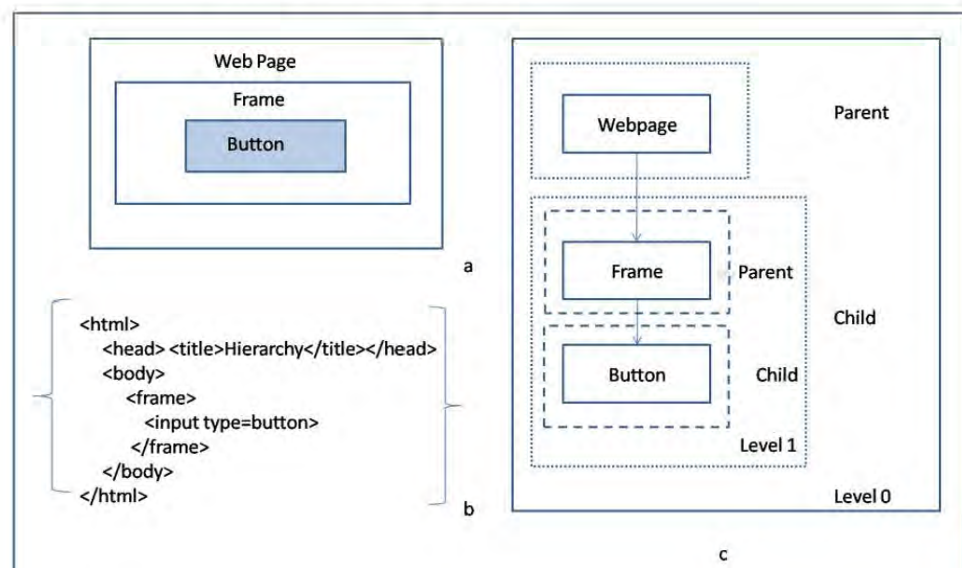 Web Page
Frame
Button
a
<html>
<head> <title>Hierarchy</title></head>
<body>
<frame>
<input type=button>
</frame>
</body>
</html>
b
Webpage
Parent
Frame
Parent
Child
Button
Child
Level 1
Level 0
c